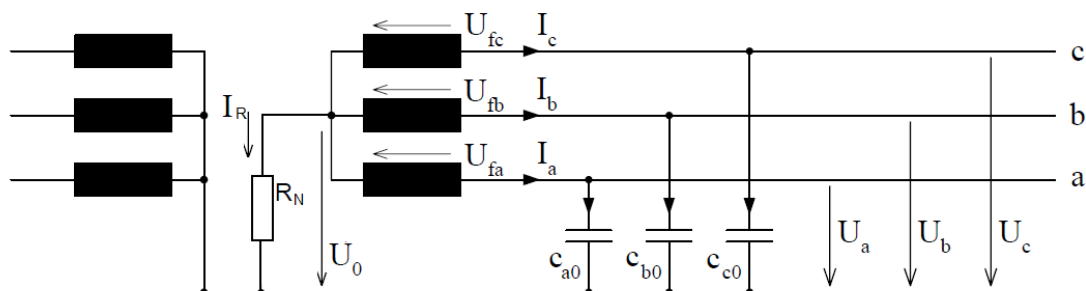 U_fc I_c c
I_R U_fb I_b b
U_fa I_a a
R_N
U_0 c_a0 c_b0 c_c0 U_a U_b U_c